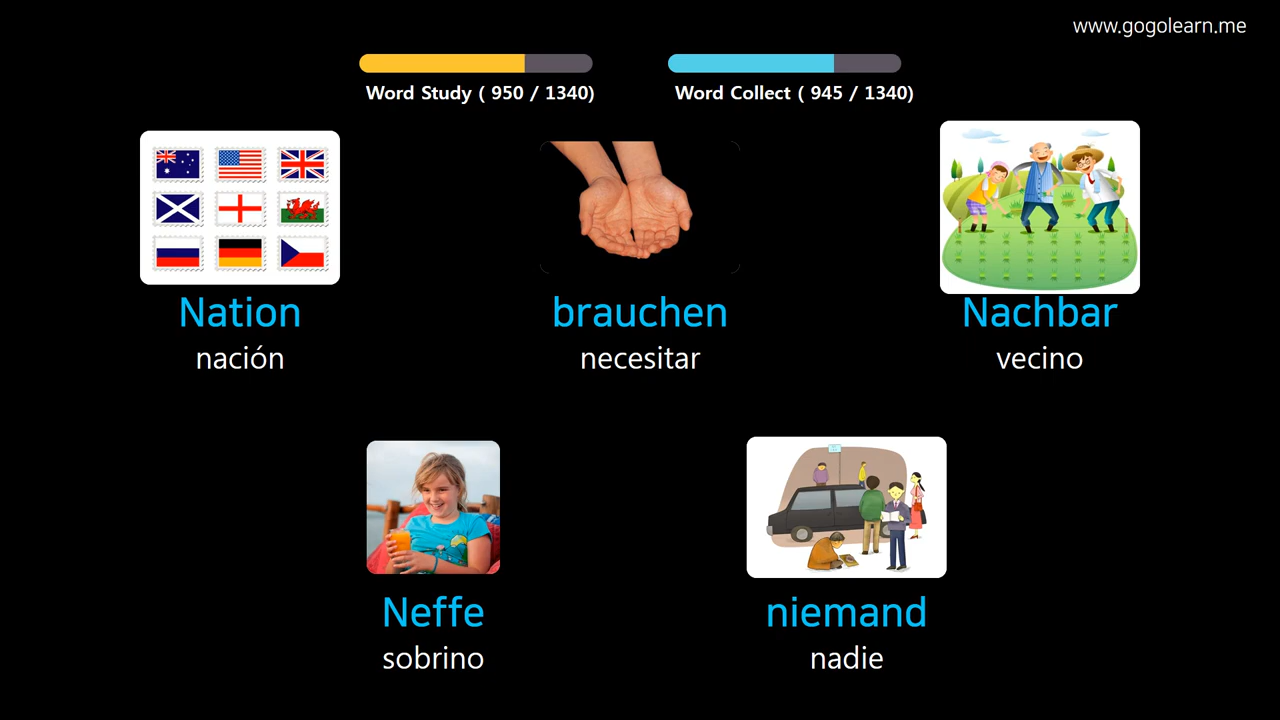 www.gogolearn.me
Word Study ( 950 / 1340)
Word Collect ( 945 / 1340)
Nation
nación
brauchen
necesitar
Nachbar
vecino
Neffe
sobrino
niemand
nadie